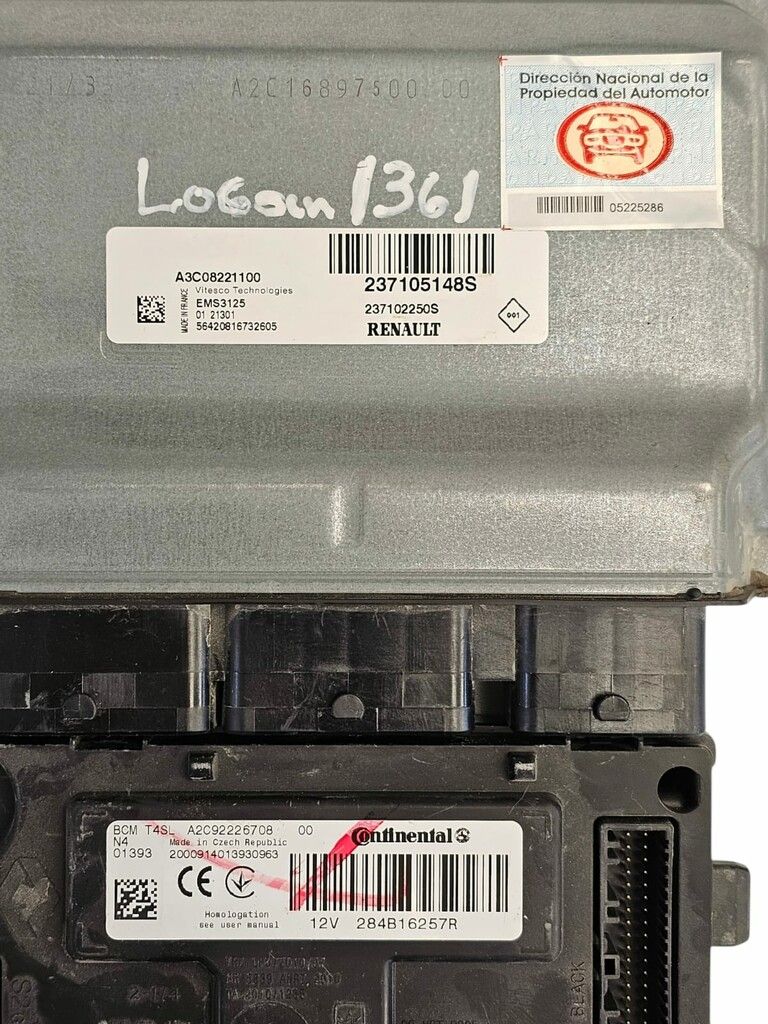 A2C16897500 00
Dirección Nacional de la
Propiedad del Automotor
05225286
LoGan 1361
A3C08221100
Vitesco Technologies
EMS3125
01 21301
56420816732605
MADE IN FRANCE
237105148S
237102250S
RENAULT
001
BCM T4SL A2C92226708 00
N4 Made in Czech Republic
01393 2000914013930963
Continental
CE
Homologation
see user manual
12V 284B16257R
BLACK